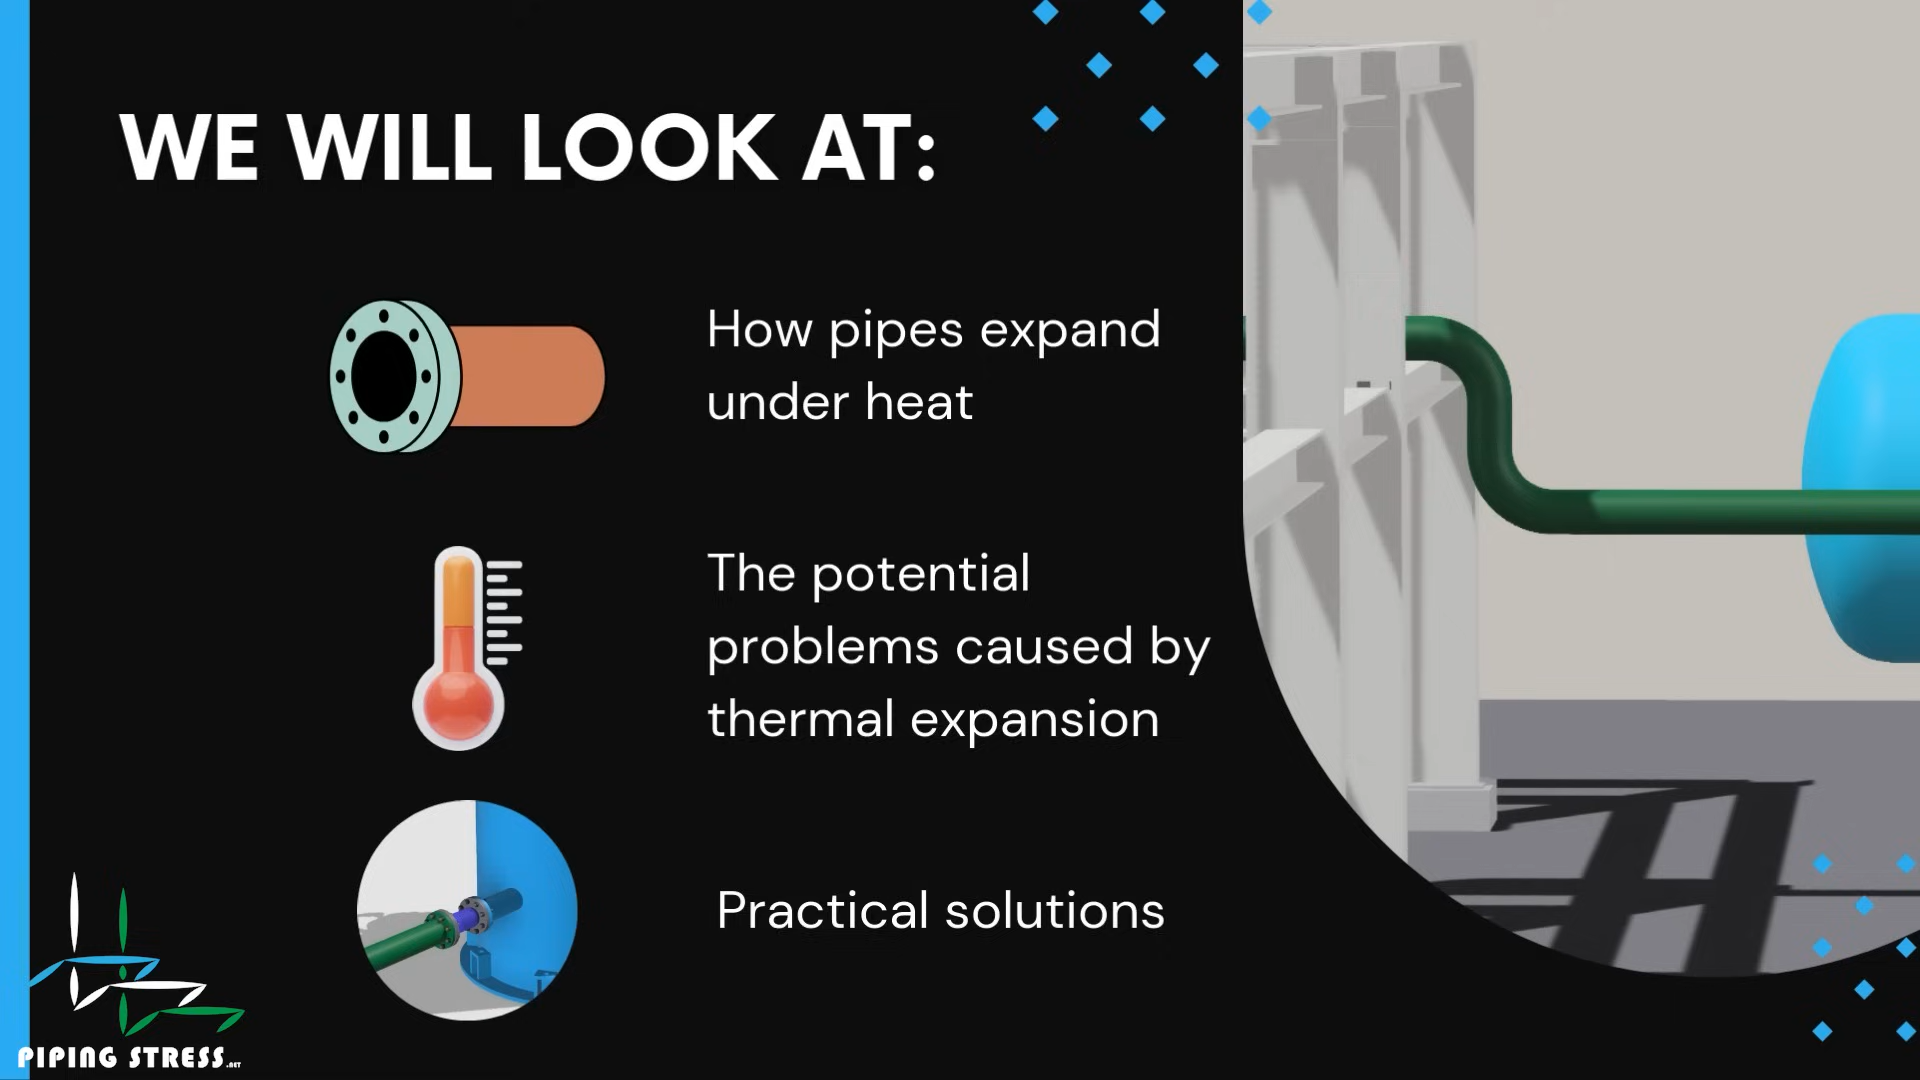 WE WILL LOOK AT:
How pipes expand
under heat
The potential
problems caused by
thermal expansion
Practical solutions
PIPING STRESS.NET